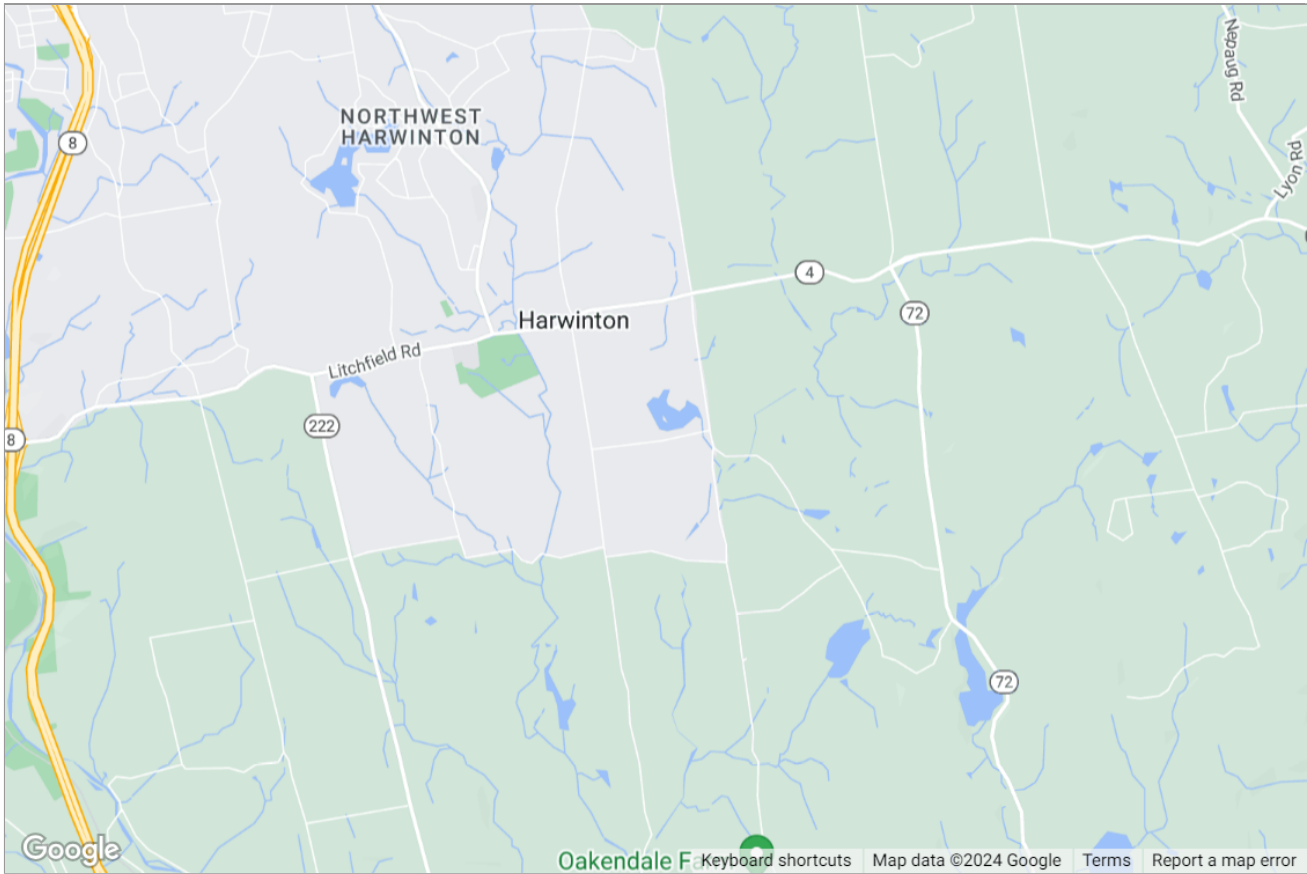 Nepaug Rd
NORTHWEST
HARWINTON
8
Lyon Rd
4
72
Harwinton
Litchfield Rd
222
8
72
Google
Oakendale Fa
Keyboard shortcuts
Map data ©2024 Google
Terms
Report a map error